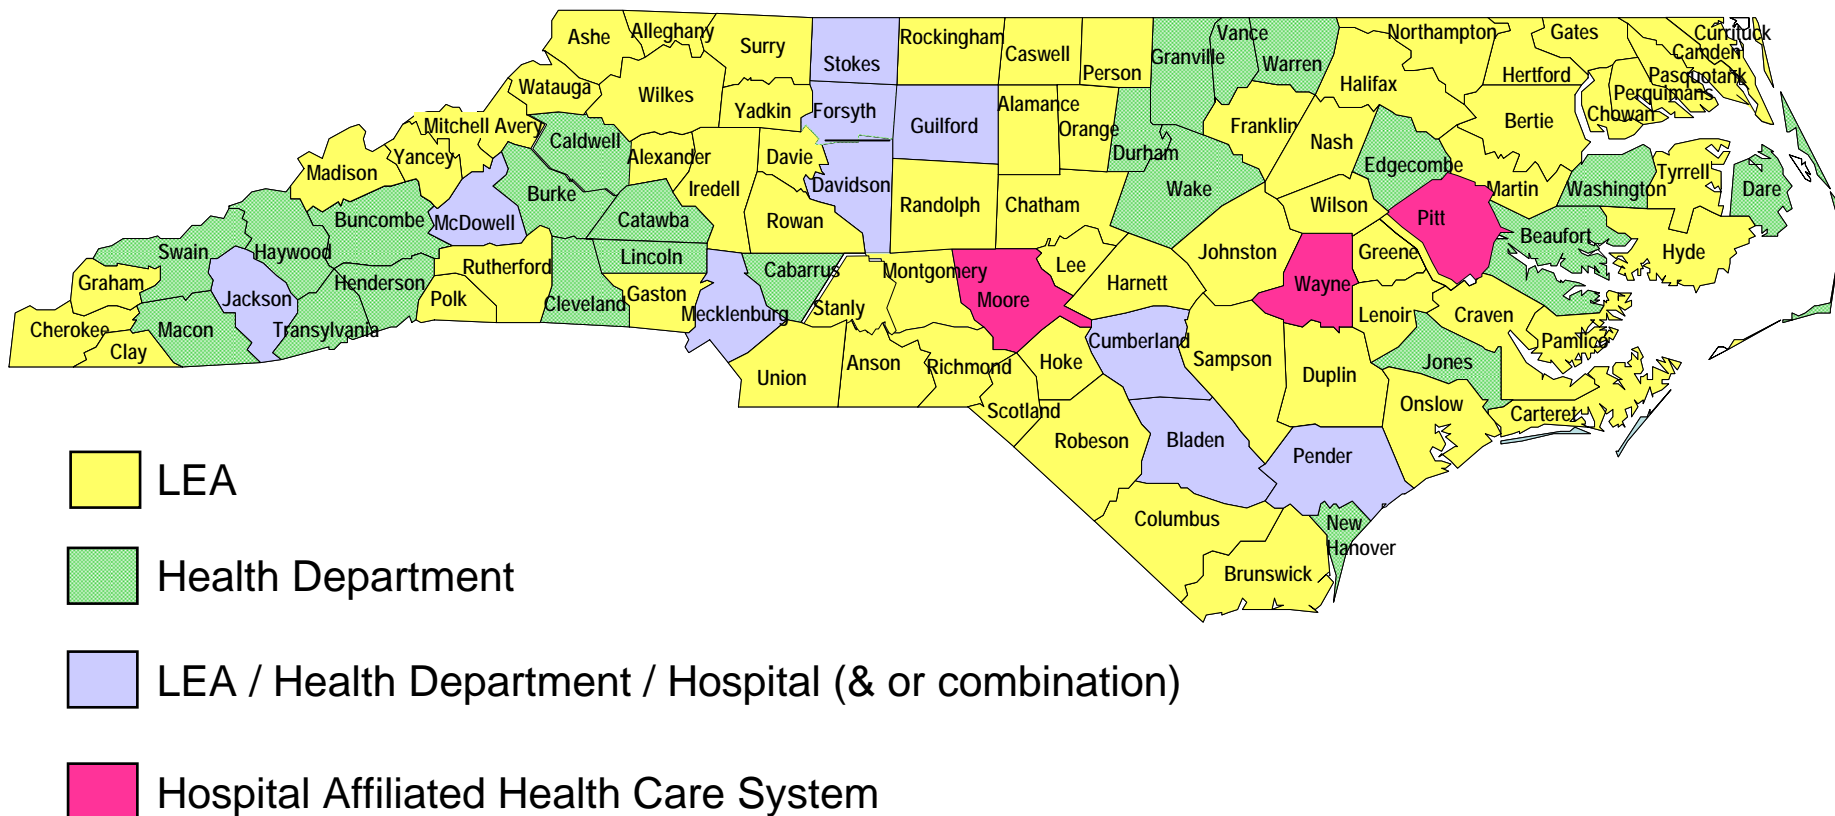 Ashe
Alleghany
Surry
Stokes
Rockingham
Caswell
Person
Granville
Vance
Warren
Northampton
Gates
Currituck
Camden
Pasquotank
Perquimans
Chowan
Hertford
Halifax
Bertie
Watauga
Wilkes
Yadkin
Forsyth
Guilford
Alamance
Orange
Durham
Franklin
Nash
Edgecombe
Martin
Washington
Tyrrell
Dare
Mitchell
Avery
Caldwell
Alexander
Davie
Iredell
Davidson
Randolph
Chatham
Wake
Wilson
Pitt
Beaufort
Hyde
Madison
Yancey
Burke
McDowell
Buncombe
Catawba
Rowan
Swain
Haywood
Lincoln
Cabarrus
Montgomery
Lee
Harnett
Johnston
Greene
Graham
Jackson
Henderson
Rutherford
Polk
Cleveland
Gaston
Mecklenburg
Stanly
Moore
Wayne
Lenoir
Craven
Pamlico
Cherokee
Clay
Macon
Transylvania
Union
Anson
Richmond
Hoke
Cumberland
Sampson
Duplin
Jones
Onslow
Carteret
Scotland
Robeson
Bladen
Pender
Columbus
New
Hanover
Brunswick
LEA
Health Department
LEA / Health Department / Hospital (& or combination)
Hospital Affiliated Health Care System